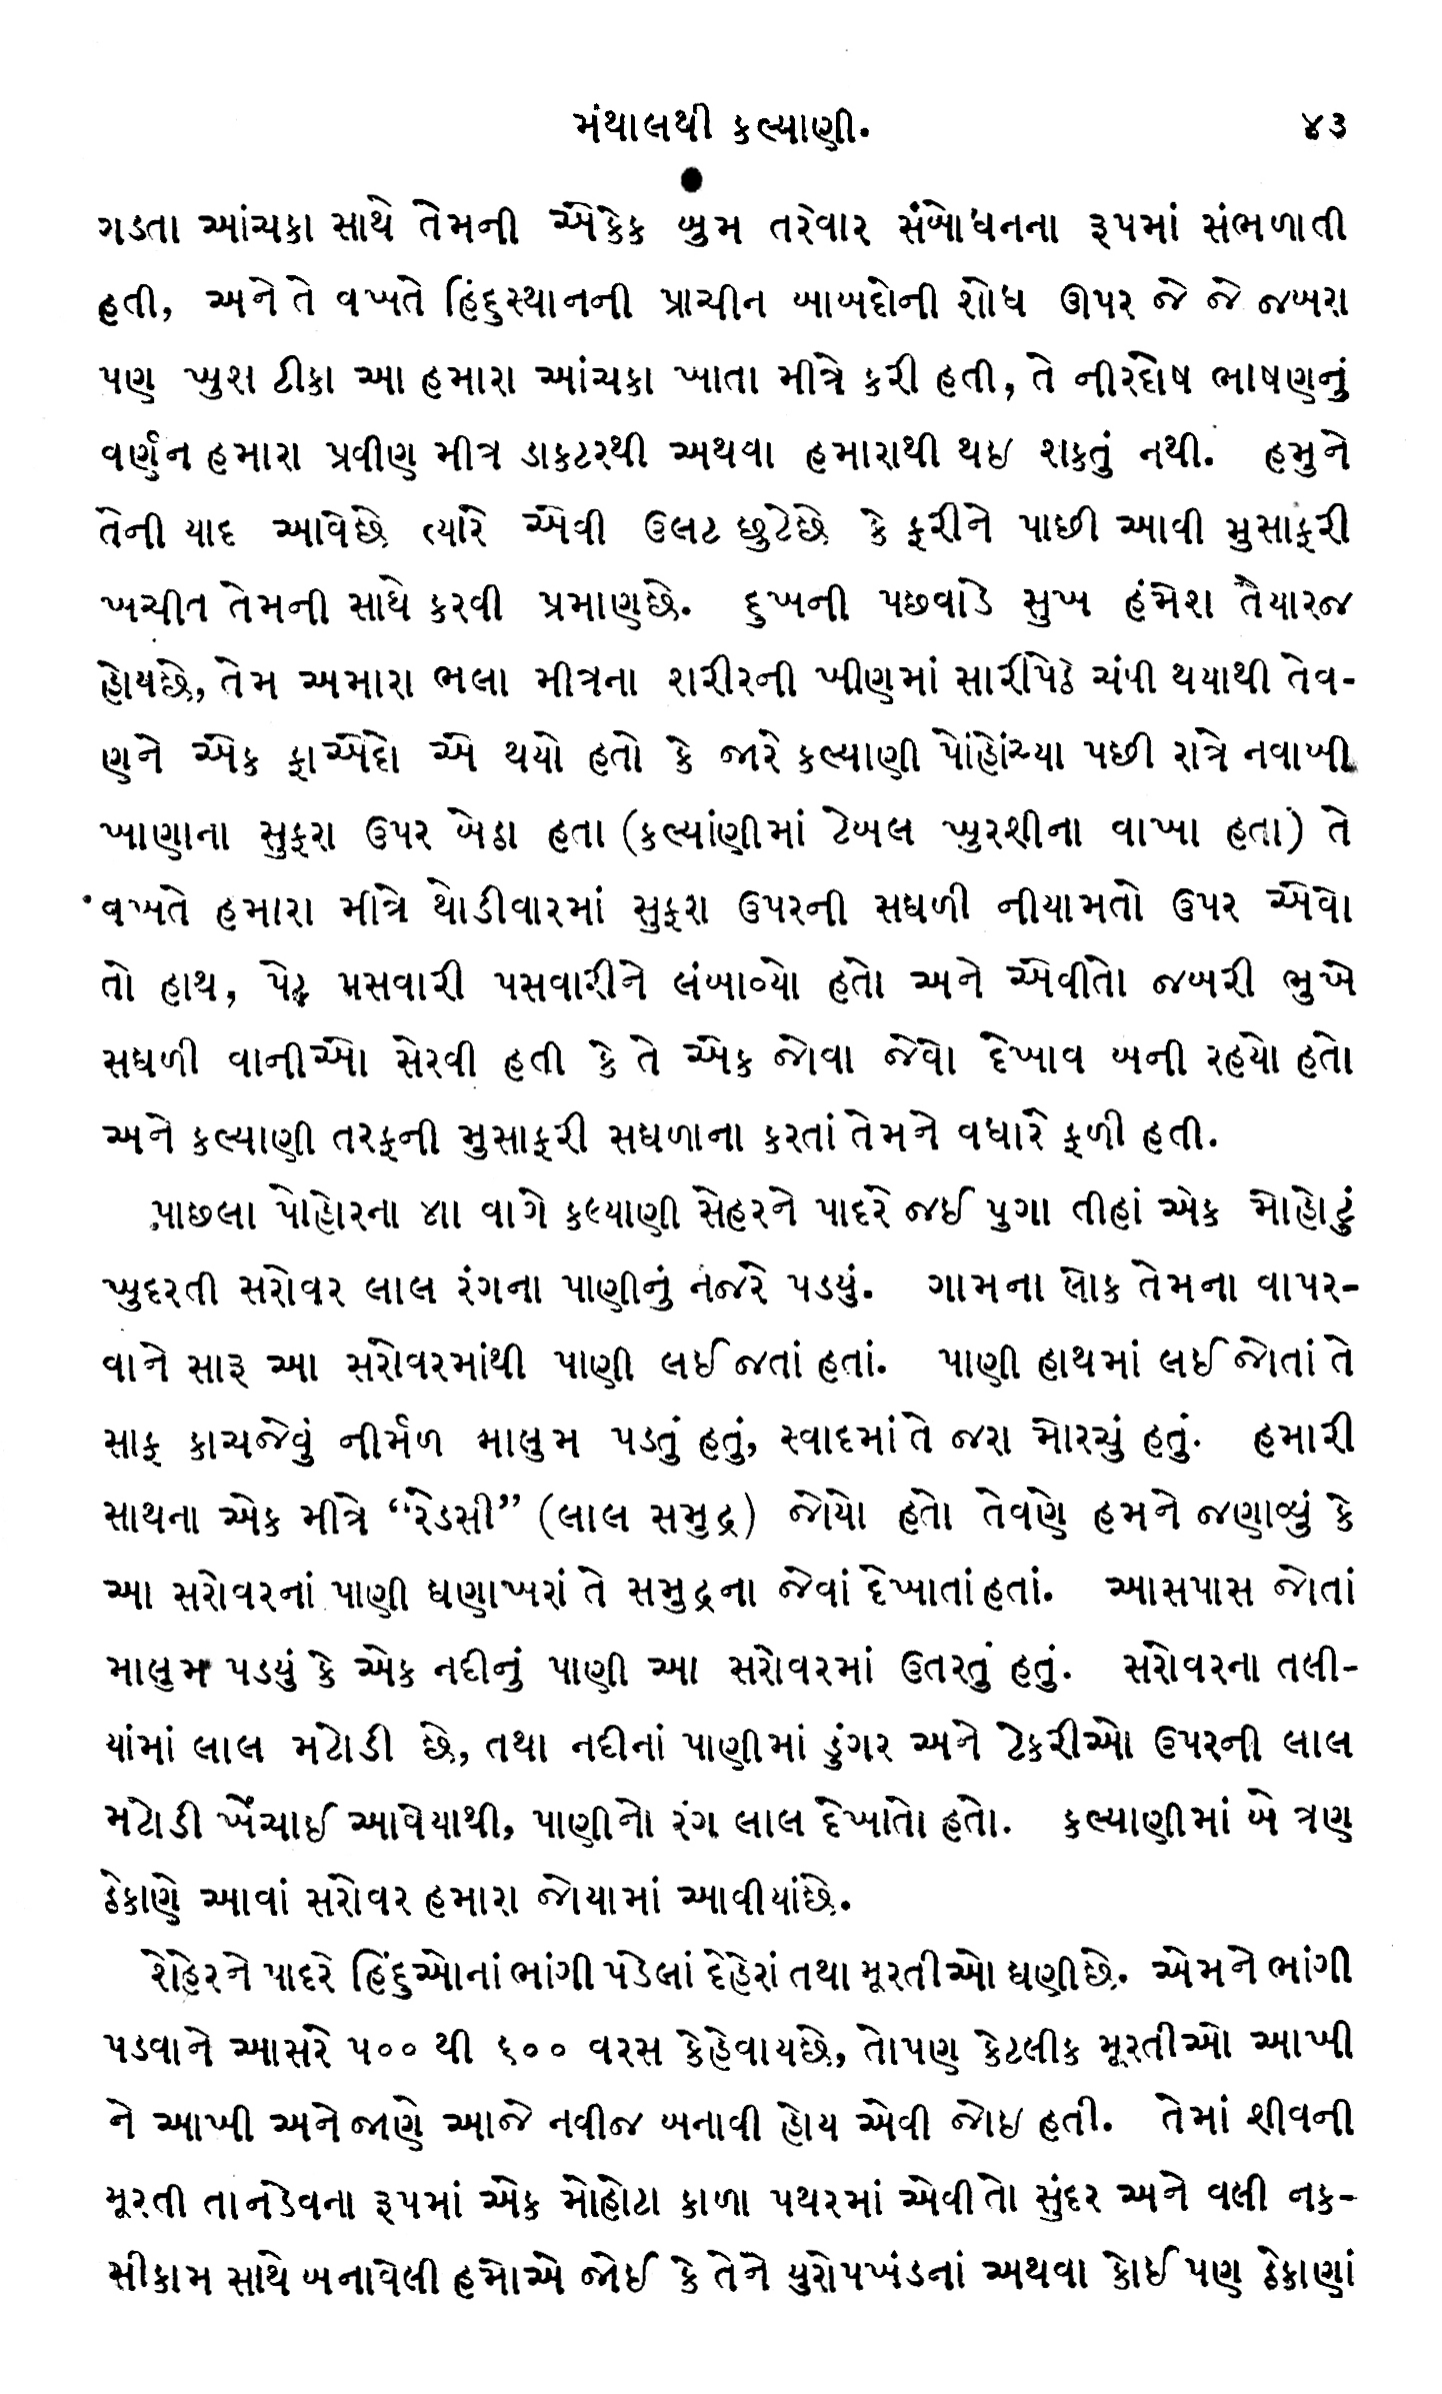 મંથાલથી કલ્યાણી. ૪૩
ગડતા આંચકા સાથે તેમની એકેક બુમ તરેવાર સંબોધનના રૂપમાં સંભળાતી
હતી, અને તે વખતે હિંદુસ્થાનની પ્રાચીન બાબદોની શોધ ઊપર જે જે જબરા
પણ ખુશ ટીકા આ હમારા આંચકા ખાતા મીત્રે કરી હતી, તે નીરદોષ ભાષણનું
વર્ણન હમારા પ્રવીણ મીત્ર ડાકટરથી અથવા હમારાથી થઇ શકતું નથી. હમુને
તેની યાદ આવેછે ત્યારે એવી ઉલટ છુટેછે કે ફરીને પાછી આવી મુસાફરી
ખચીત તેમની સાથે કરવી પ્રમાણછે. દુખની પછવાડે સુખ હંમેશ તૈયારજ
હોયછે, તેમ અમારા ભલા મીત્રના શરીરની ખીણમાં સારીપેઠે ચંપી થયાથી તેવ-
ણને એક ફાએદો એ થયો હતો કે જારે કલ્યાણી પોંહોંચ્યા પછી રાત્રે નવાબી
ખાણાના સુફરા ઉપર બેઠા હતા (કલ્યાંણીમાં ટેબલ ખુરશીના વાખા હતા) તે
વખતે હમારા મીત્રે થોડીવારમાં સુફરા ઉપરની સઘળી નીયામતો ઉપર એવો
તો હાથ, પેટ પસવારી પસવારીને લંબાવ્યો હતો અને એવીતો જબરી ભુખે
સઘળી વાનીઓ સેરવી હતી કે તે એક જોવા જેવો દેખાવ બની રહયો હતો
અને કલ્યાણી તરફની મુસાફરી સઘળાના કરતાં તેમને વધારે ફળી હતી.
પાછલા પોહોરના ૪ાા વાગે કલ્યાણી સેહરને પાદરે જઈ પુગા તીહાં એક મોહોટું
ખુદરતી સરોવર લાલ રંગના પાણીનું નજરે પડયું. ગામના લોક તેમના વાપર-
વાને સારૂ આ સરોવરમાંથી પાણી લઈ જતાં હતાં. પાણી હાથમાં લઈ જોતાં તે
સાફ કાચજેવું નીર્મળ માલુમ પડતું હતું, સ્વાદમાં તે જરા મોરચું હતું. હમારી
સાથના એક મીત્રે “રેડસી” (લાલ સમુદ્ર) જોયો હતો તેવણે હમને જણાવ્યું કે
આ સરોવરનાં પાણી ઘણાખરાં તે સમુદ્રના જેવાં દેખાતાંહતાં. આસપાસ જોતાં
માલુમ પડયું કે એક નદીનું પાણી આ સરોવરમાં ઉતરતું હતું. સરોવરના તલી-
યાંમાં લાલ મટોડી છે, તથા નદીનાં પાણીમાં ડુંગર અને ટેકરીઓ ઉપરની લાલ
મટોડી ખેંચાઈ આવેયાથી, પાણીનો રંગ લાલ દેખાતો હતો. કલ્યાણીમાં બે ત્રણ
ઠેકાણે આવાં સરોવર હમારા જોયામાં આવીયાંછે.
શેહેરને પાદરે હિંદુઓનાં ભાંગી પડેલાં દેહેરાં તથા મૂરતીઓ ઘણીછે. એમને ભાંગી
પડવાને આસરે ૫૦૦ થી ૬૦૦ વરસ કેહેવાયછે, તોપણ કેટલીક મૂરતીઓ આખી
ને આખી અને જાણે આજે નવીજ બનાવી હોય એવી જોઇ હતી. તેમાં શીવની
મૂરતી તાનડેવના રૂપમાં એક મોહોટા કાળા પથરમાં એવીતો સુંદર અને વલી નક-
સીકામ સાથે બનાવેલી હમોએ જોઈ કે તેને યુરોપખંડનાં અથવા કોઈ પણ ઠેકાણાં